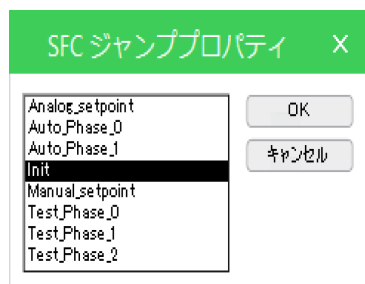 SFC ジャンププロパティ X
Analog_setpoint
OK
Auto_Phase_0
Auto_Phase_1
キャンセル
Init
Manual_setpoint
Test_Phase_0
Test_Phase_1
Test_Phase_2